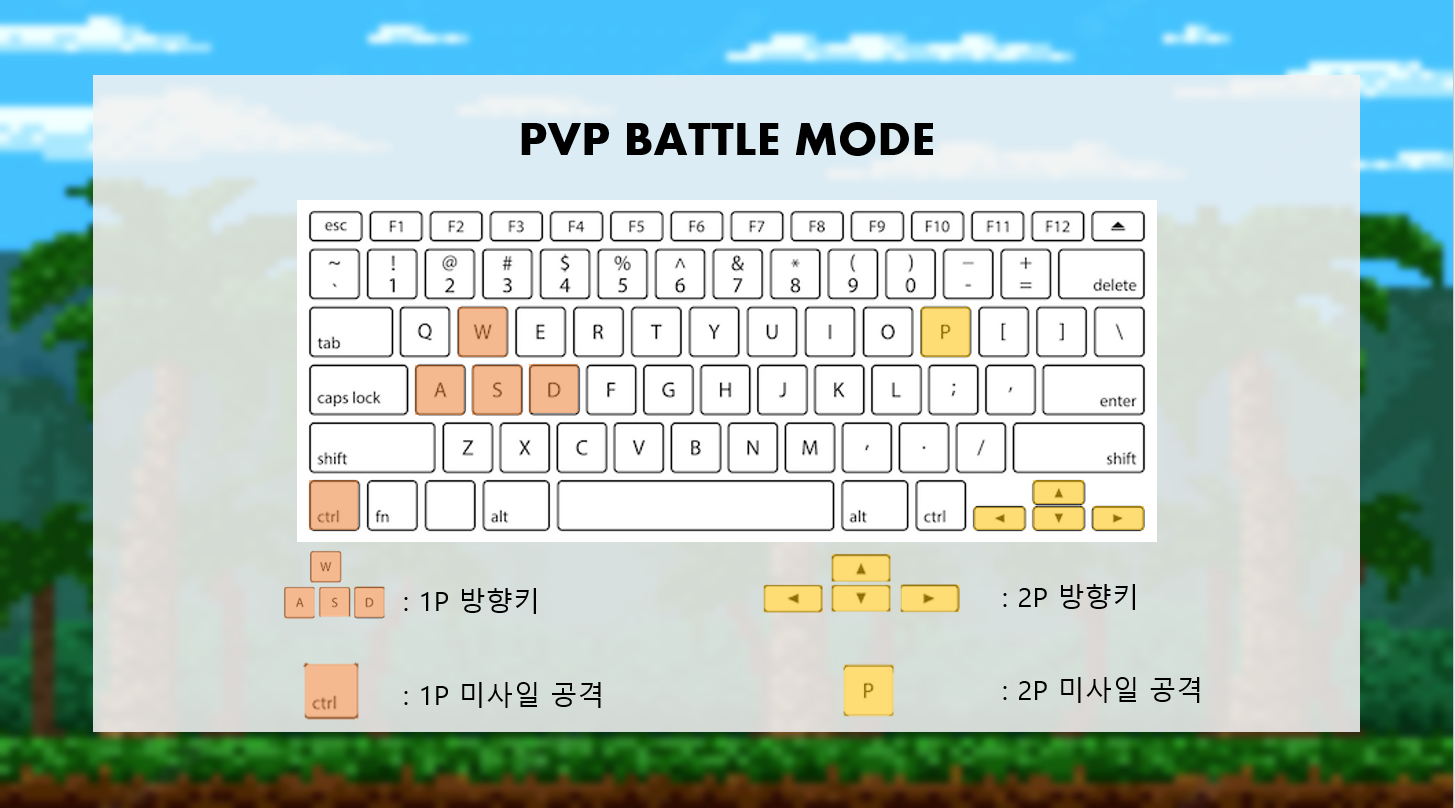 PVP BATTLE MODE
esc F1 F2 F3 F4 F5 F6 F7 F8 F9 F10 F11 F12
~ ! @ # $ % ^ & * ( ) — +
` 1 2 3 4 5 6 7 8 9 0 - = delete
tab Q W E R T Y U I O P [ ] \
caps lock A S D F G H J K L ; ' enter
shift Z X C V B N M , . / shift
ctrl fn alt alt ctrl ◄ ▲ ▼ ►
W
A S D : 1P 방향키
▲
◄ ▼ ► : 2P 방향키
ctrl : 1P 미사일 공격
P : 2P 미사일 공격